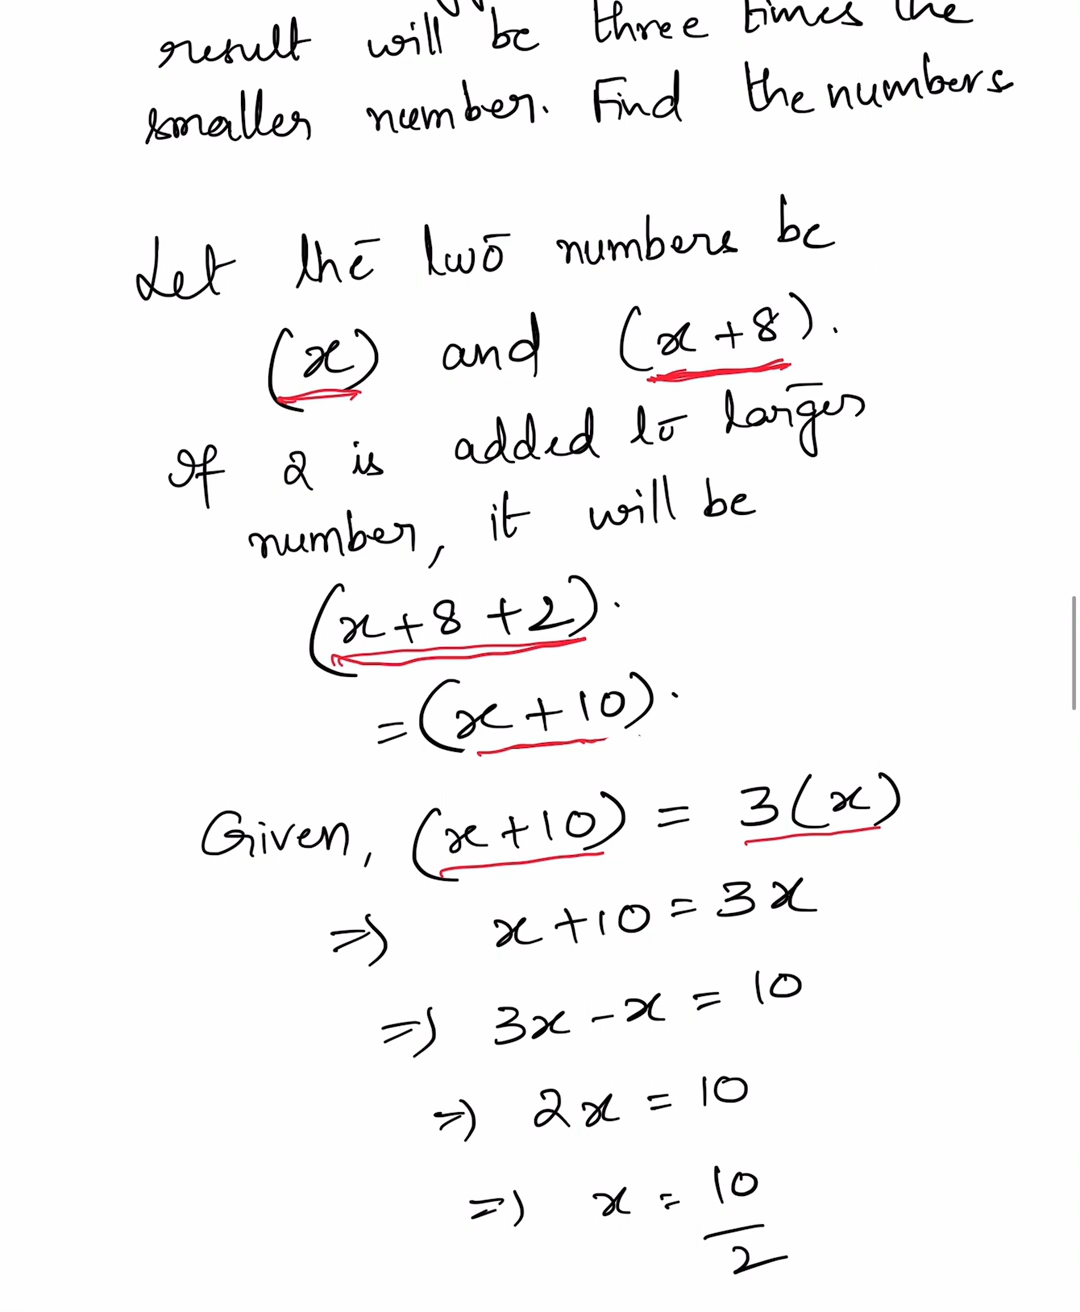 result will be three times the
smaller number. Find the numbers
Let the two numbers be
(x) and (x+8).
If 2 is added to larger
number, it will be
(x+8+2).
=(x+10).
Given, (x+10) = 3(x)
=> x+10=3x
=> 3x-x=10
=> 2x=10
=> x=10/2